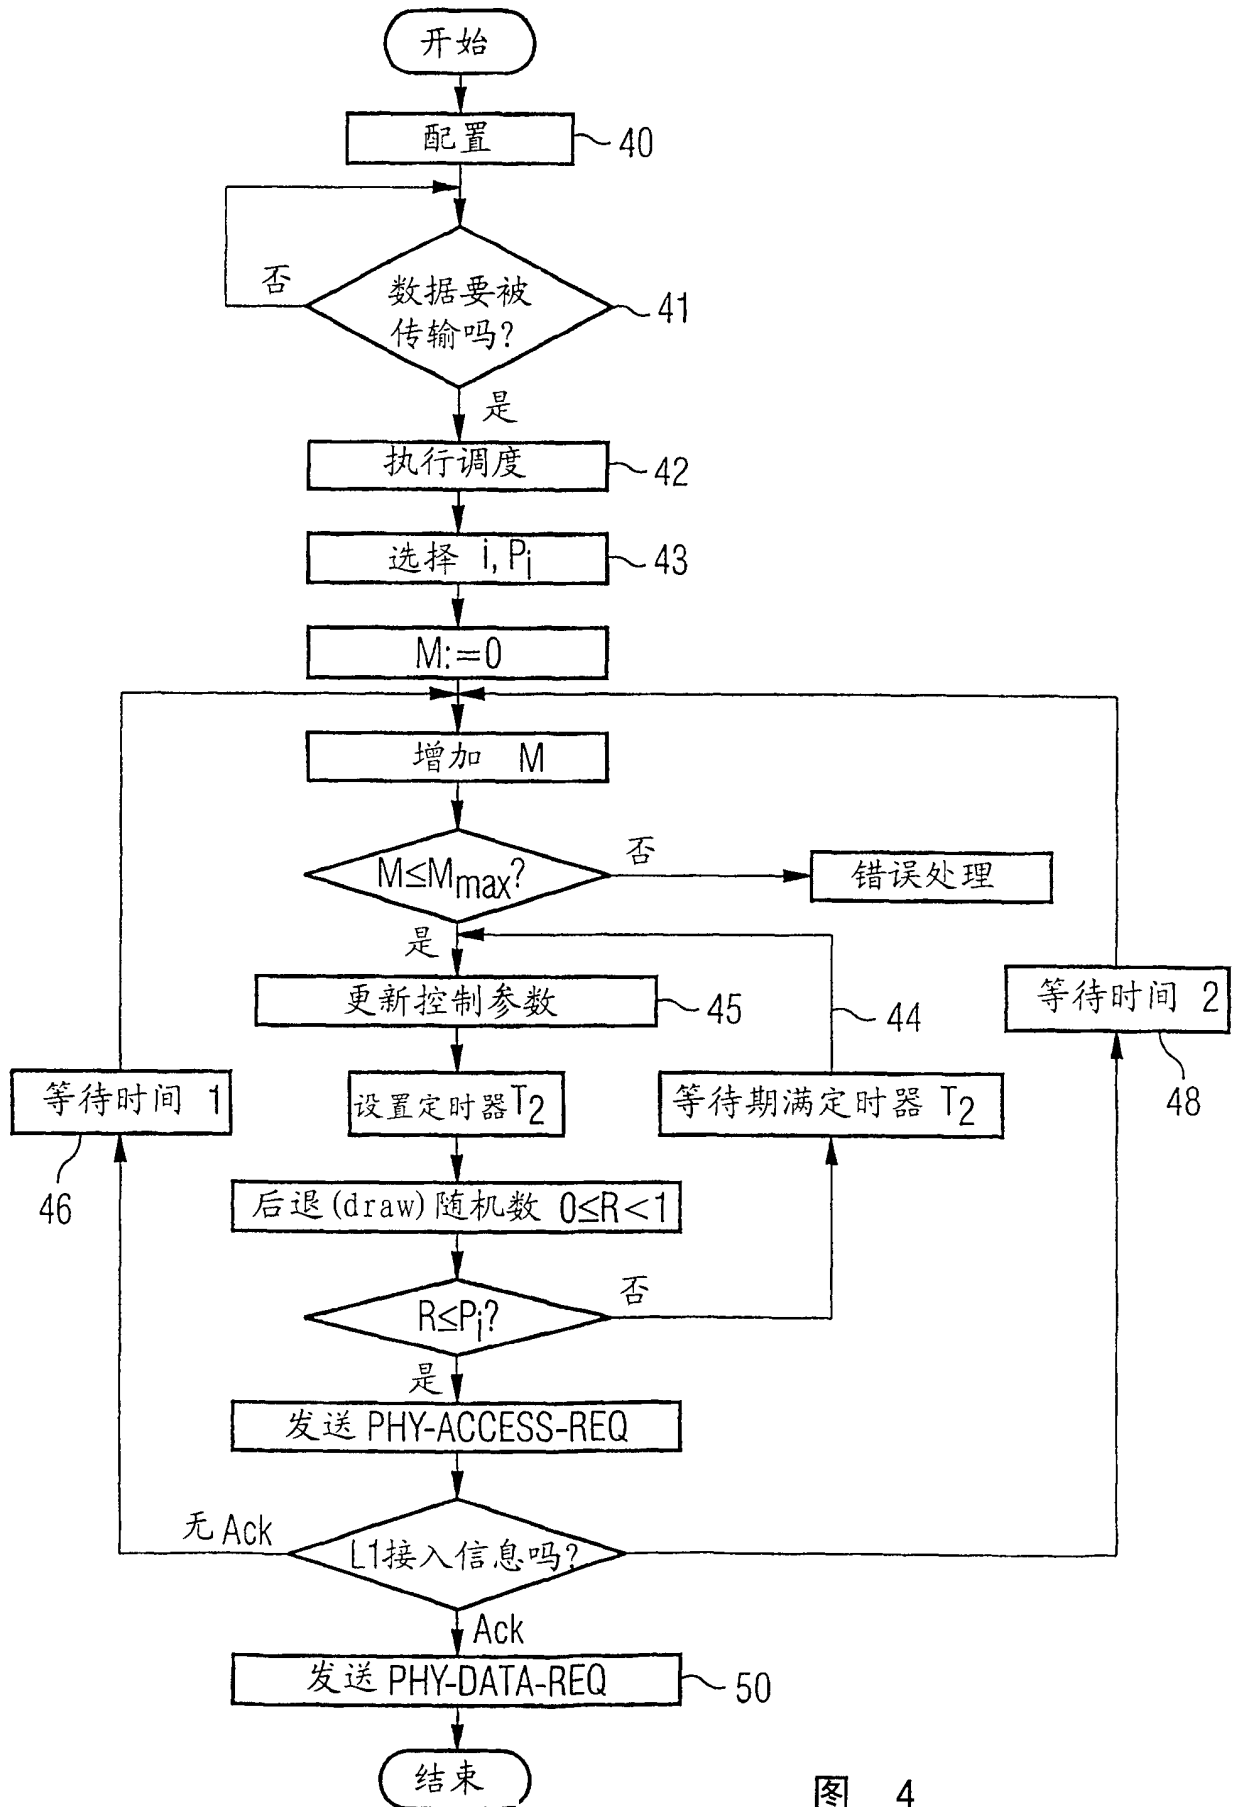 开始
配置
40
否
数据要被
传输吗?
41
是
执行调度
42
选择 i, Pi
43
M:=0
增加 M
M≤Mmax?
否
错误处理
是
更新控制参数
45
44
等待时间 2
48
等待时间 1
46
设置定时器T2
等待期满定时器 T2
后退(draw)随机数 0≤R<1
R≤Pi?
否
是
发送 PHY-ACCESS-REQ
无 Ack
L1接入信息吗?
Ack
发送 PHY-DATA-REQ
50
结束
图 4